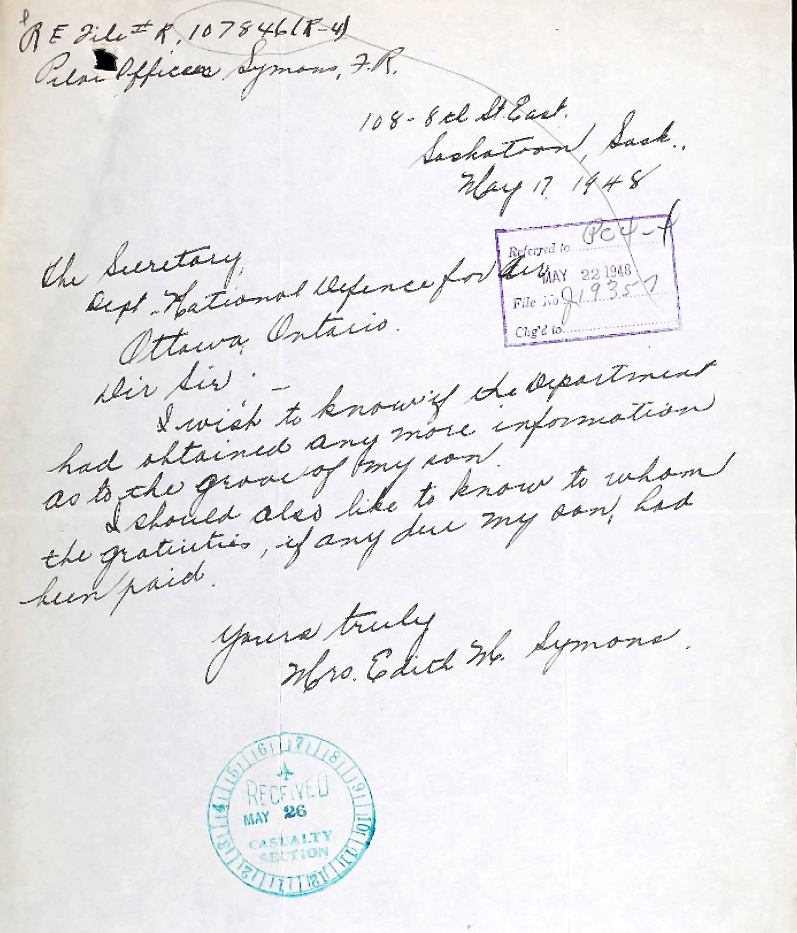 RE File # R. 107846 (R-4)
Pilot Officer Symons, F.R.
108 - 8th St. East.
Saskatoon, Sask.,
May 17, 1948
The Secretary,
Dept. National Defence for Air,
Ottawa, Ontario.
Dir Sir: -
I wish to know if the Department
had obtained any more information
as to the grave of my son
I should also like to know to whom
the gratuities, if any due my son, had
been paid.
Yours truly
Mrs. Edith M. Symons.
Referred to
MAY 22 1948
File No. J19357
Chg'd to
RECEIVED
MAY 26
CASUALTY
SECTION